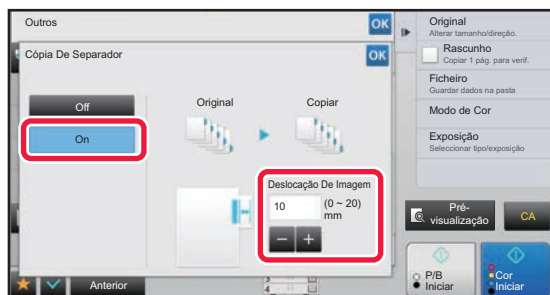 Outros
OK
Cópia De Separador
OK
Off
On
Original
Copiar
Deslocação De Imagem
10
(0 ~ 20)
mm
Anterior
Original
Alterar tamanho/direção.
Rascunho
Copiar 1 pág. para verif.
Ficheiro
Guardar dados na pasta
Modo de Cor
Exposição
Seleccionar tipo/exposição
Pré-
visualização
CA
P/B
Iniciar
Cor
Iniciar